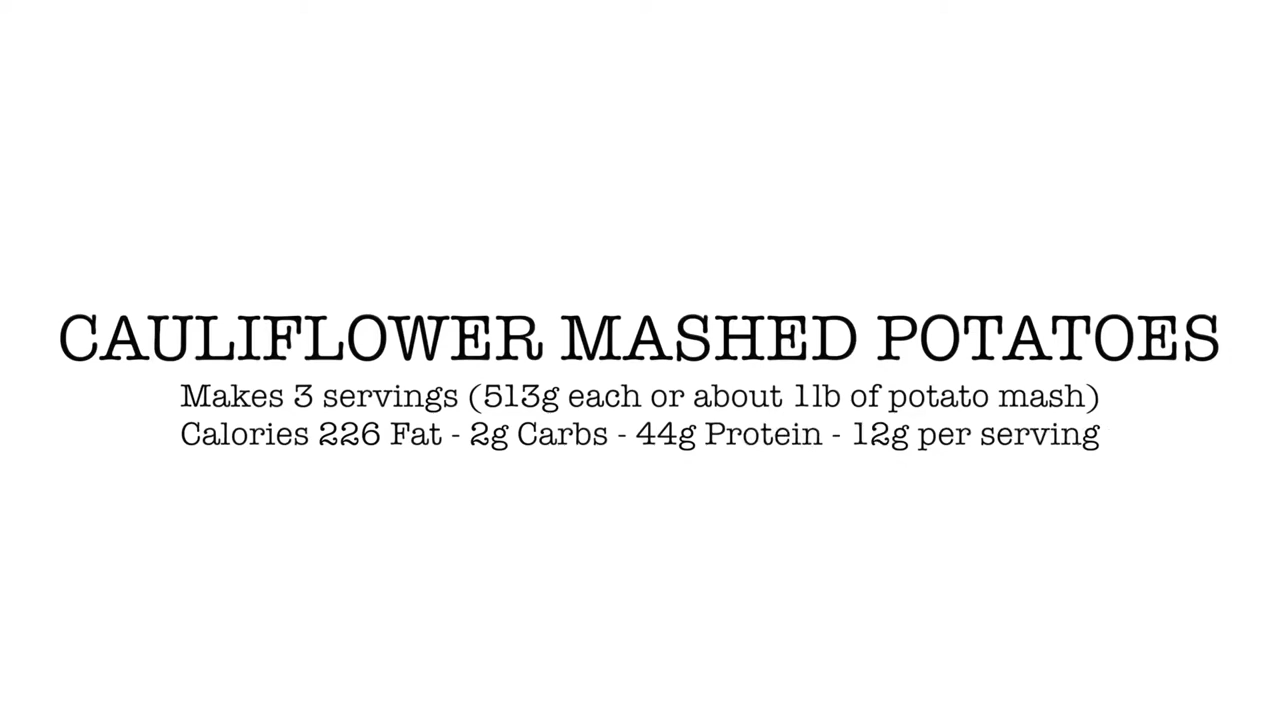 CAULIFLOWER MASHED POTATOES
Makes 3 servings (513g each or about 1lb of potato mash)
Calories 226 Fat - 2g Carbs - 44g Protein - 12g per serving